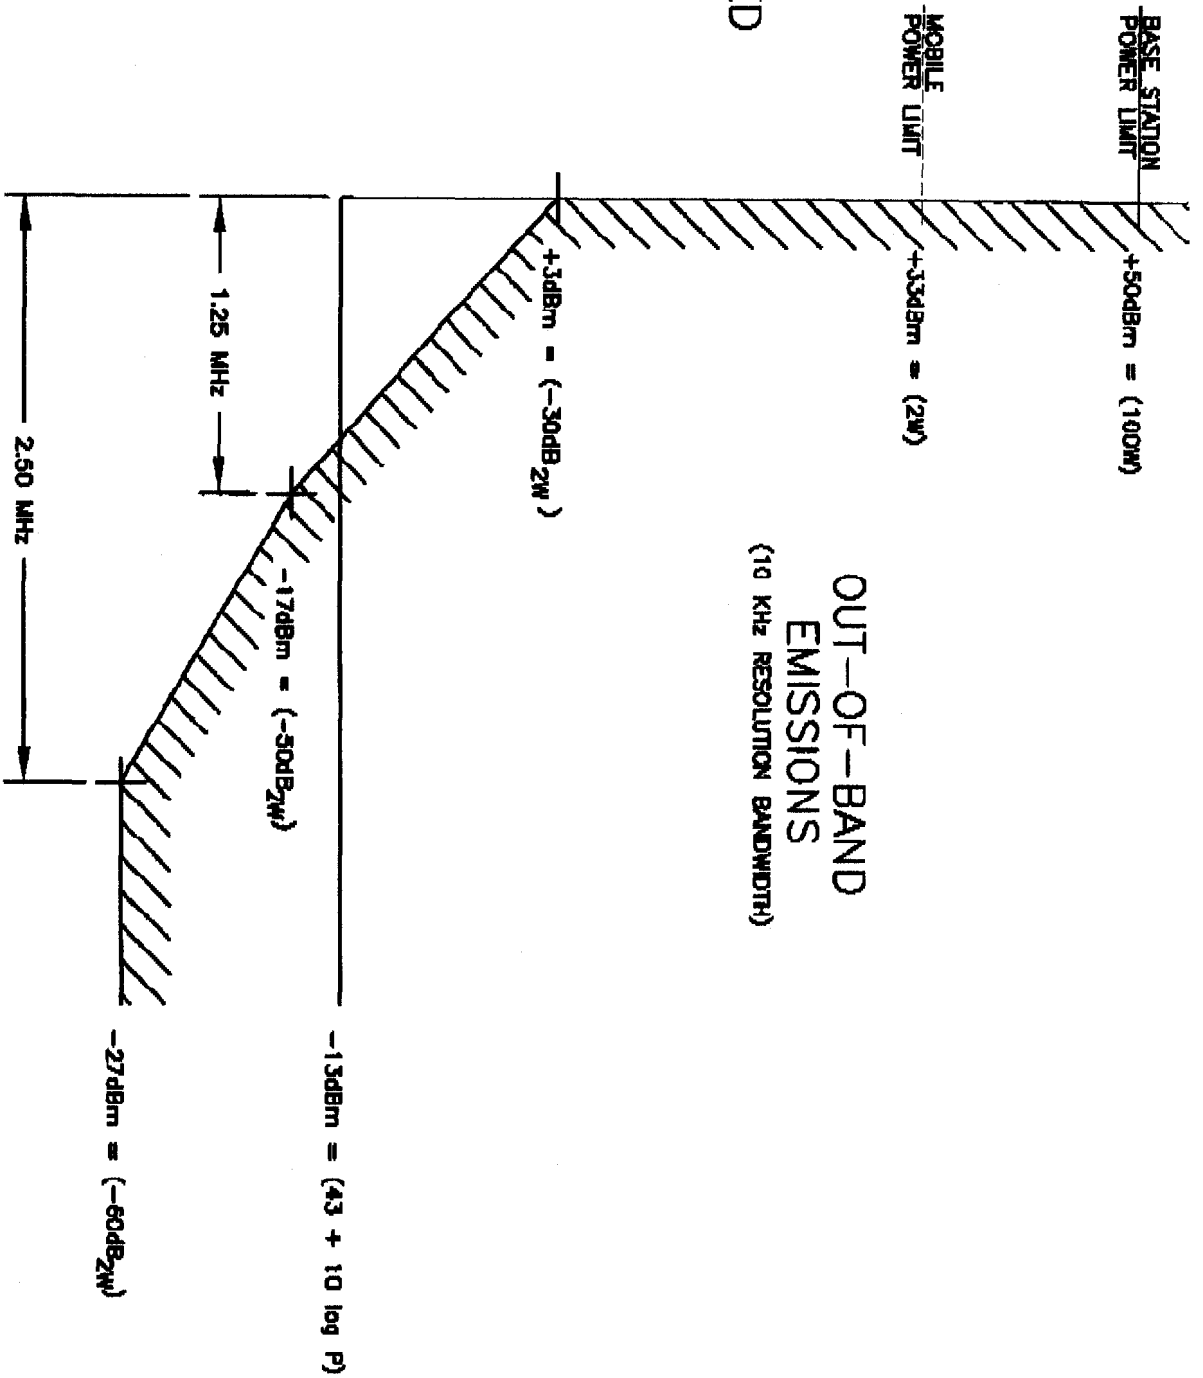 BASE STATION
POWER LIMIT
+50dBm = (100W)
MOBILE
POWER LIMIT
+33dBm = (2W)
OUT-OF-BAND
EMISSIONS
(10 KHz RESOLUTION BANDWIDTH)
+3dBm = (-30dB2W)
-13dBm = (43 + 10 log P)
-17dBm = (-50dB2W)
1.25 MHz
-27dBm = (-60dB2W)
2.50 MHz